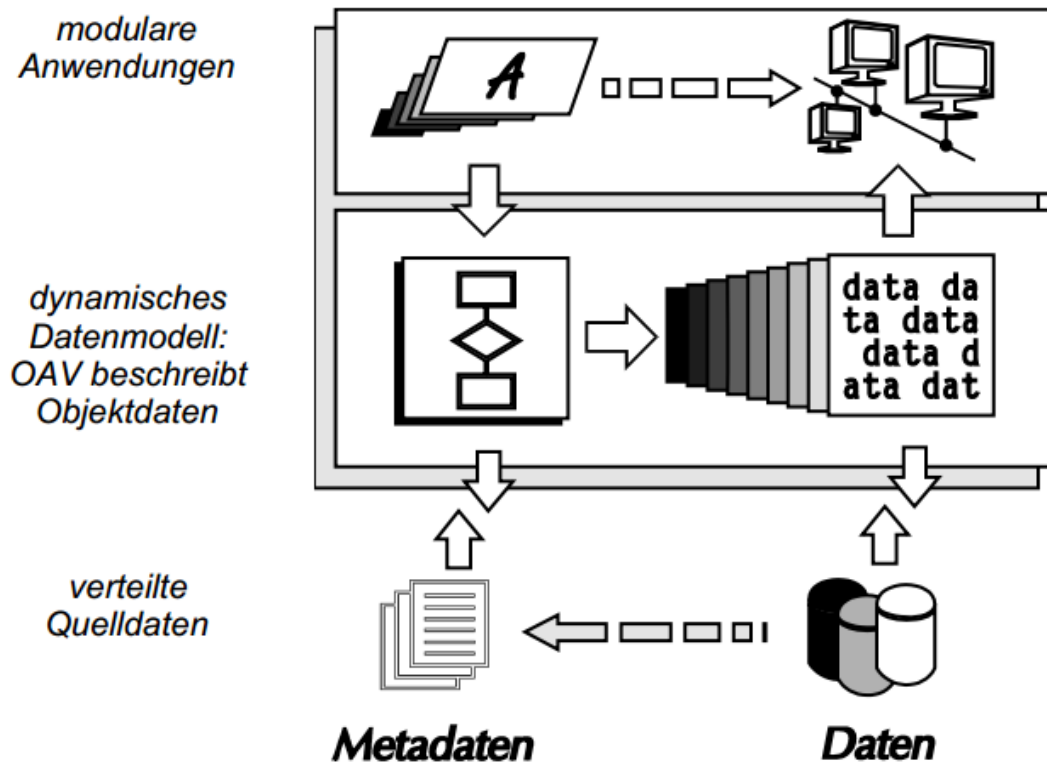 modulare
Anwendungen
A
dynamisches
Datenmodell:
OAV beschreibt
Objektdaten
data da
ta data
data d
ata dat
verteilte
Quelldaten
Metadaten
Daten